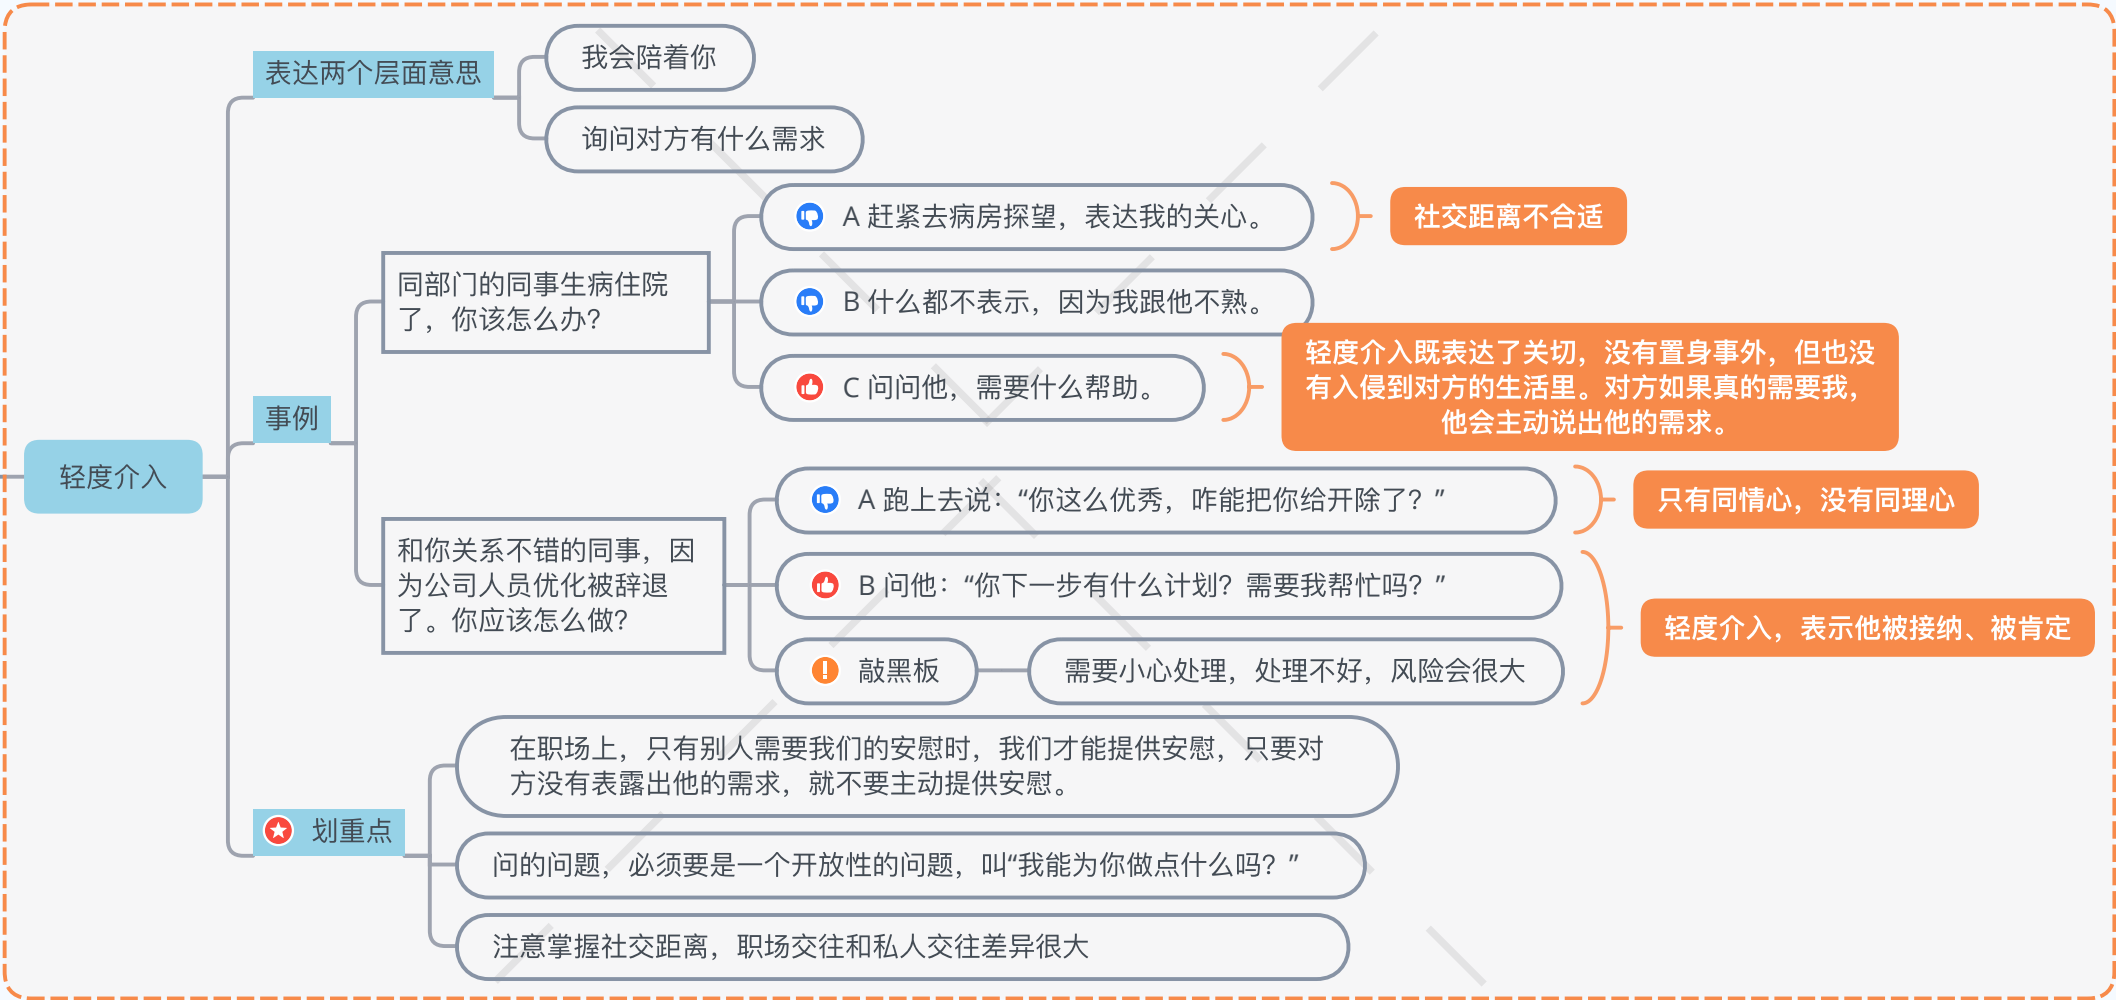 轻度介入
表达两个层面意思
我会陪着你
询问对方有什么需求
事例
同部门的同事生病住院
了，你该怎么办？
A 赶紧去病房探望，表达我的关心。
社交距离不合适
B 什么都不表示，因为我跟他不熟。
C 问问他，需要什么帮助。
轻度介入既表达了关切，没有置身事外，但也没
有入侵到对方的生活里。对方如果真的需要我，
他会主动说出他的需求。
和你关系不错的同事，因
为公司人员优化被辞退
了。你应该怎么做？
A 跑上去说：“你这么优秀，咋能把你给开除了？”
只有同情心，没有同理心
B 问他：“你下一步有什么计划？需要我帮忙吗？”
敲黑板
需要小心处理，处理不好，风险会很大
轻度介入，表示他被接纳、被肯定
划重点
在职场上，只有别人需要我们的安慰时，我们才能提供安慰，只要对
方没有表露出他的需求，就不要主动提供安慰。
问的问题，必须要是一个开放性的问题，叫“我能为你做点什么吗？”
注意掌握社交距离，职场交往和私人交往差异很大